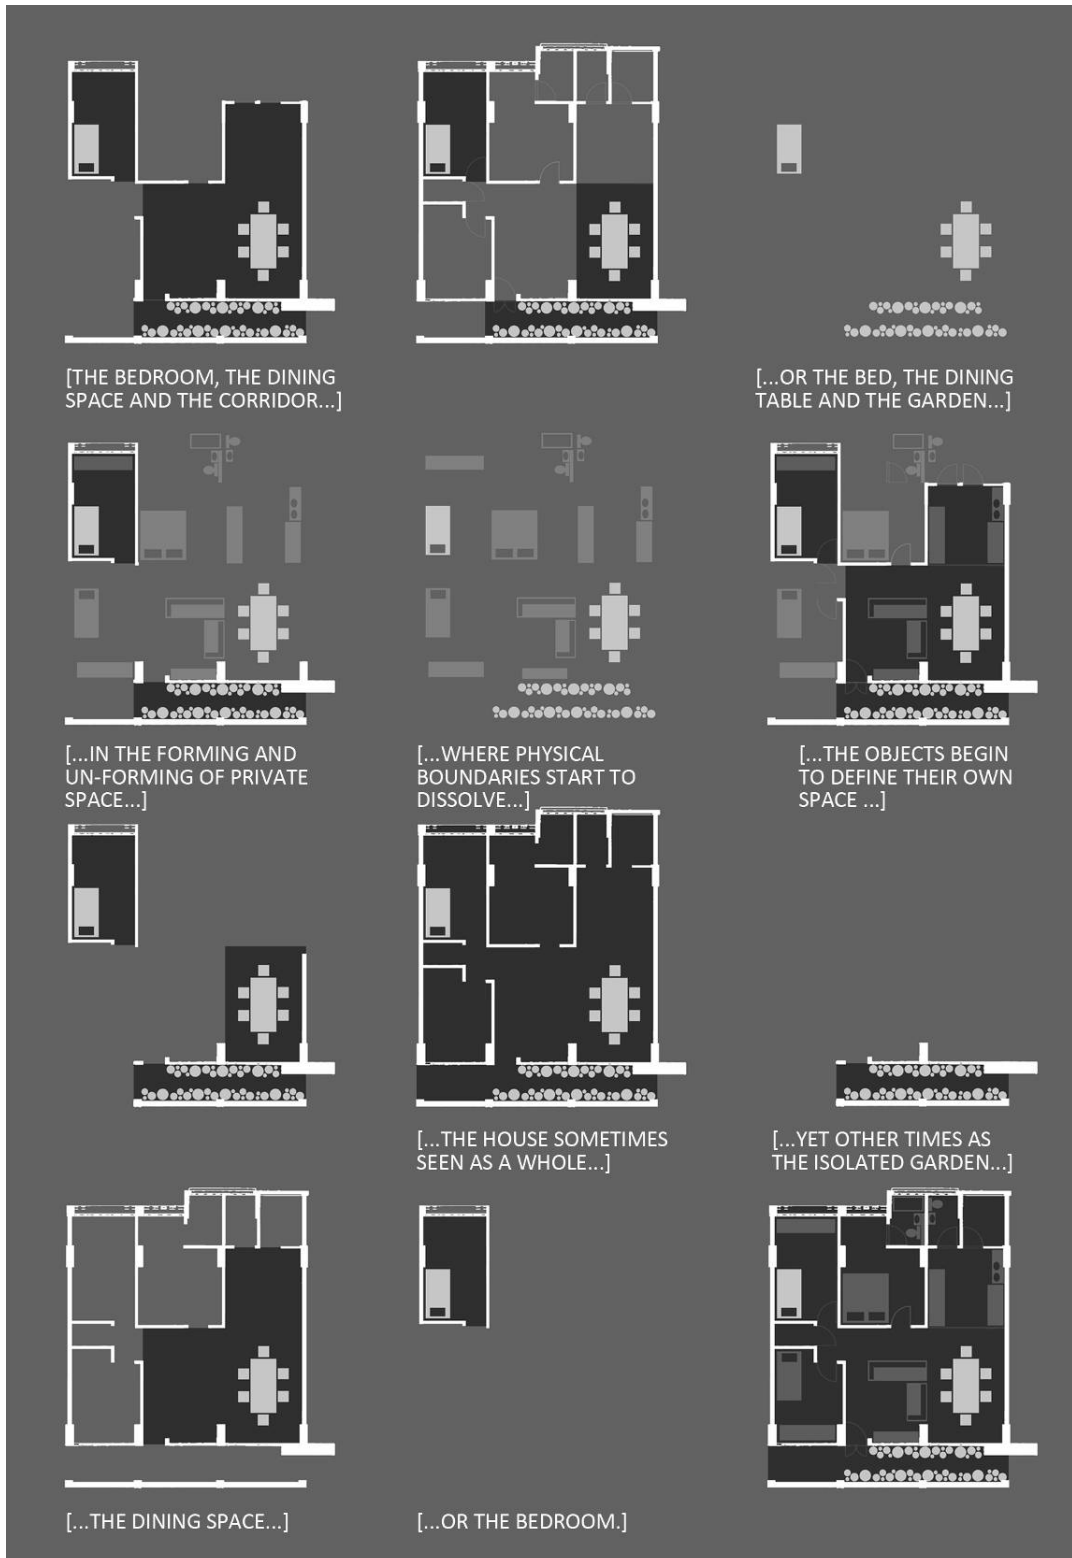 [THE BEDROOM, THE DINING
SPACE AND THE CORRIDOR...]
[...OR THE BED, THE DINING
TABLE AND THE GARDEN...]
[...IN THE FORMING AND
UN-FORMING OF PRIVATE
SPACE...]
[...WHERE PHYSICAL
BOUNDARIES START TO
DISSOLVE...]
[...THE OBJECTS BEGIN
TO DEFINE THEIR OWN
SPACE ...]
[...THE HOUSE SOMETIMES
SEEN AS A WHOLE...]
[...YET OTHER TIMES AS
THE ISOLATED GARDEN...]
[...THE DINING SPACE...]
[...OR THE BEDROOM.]